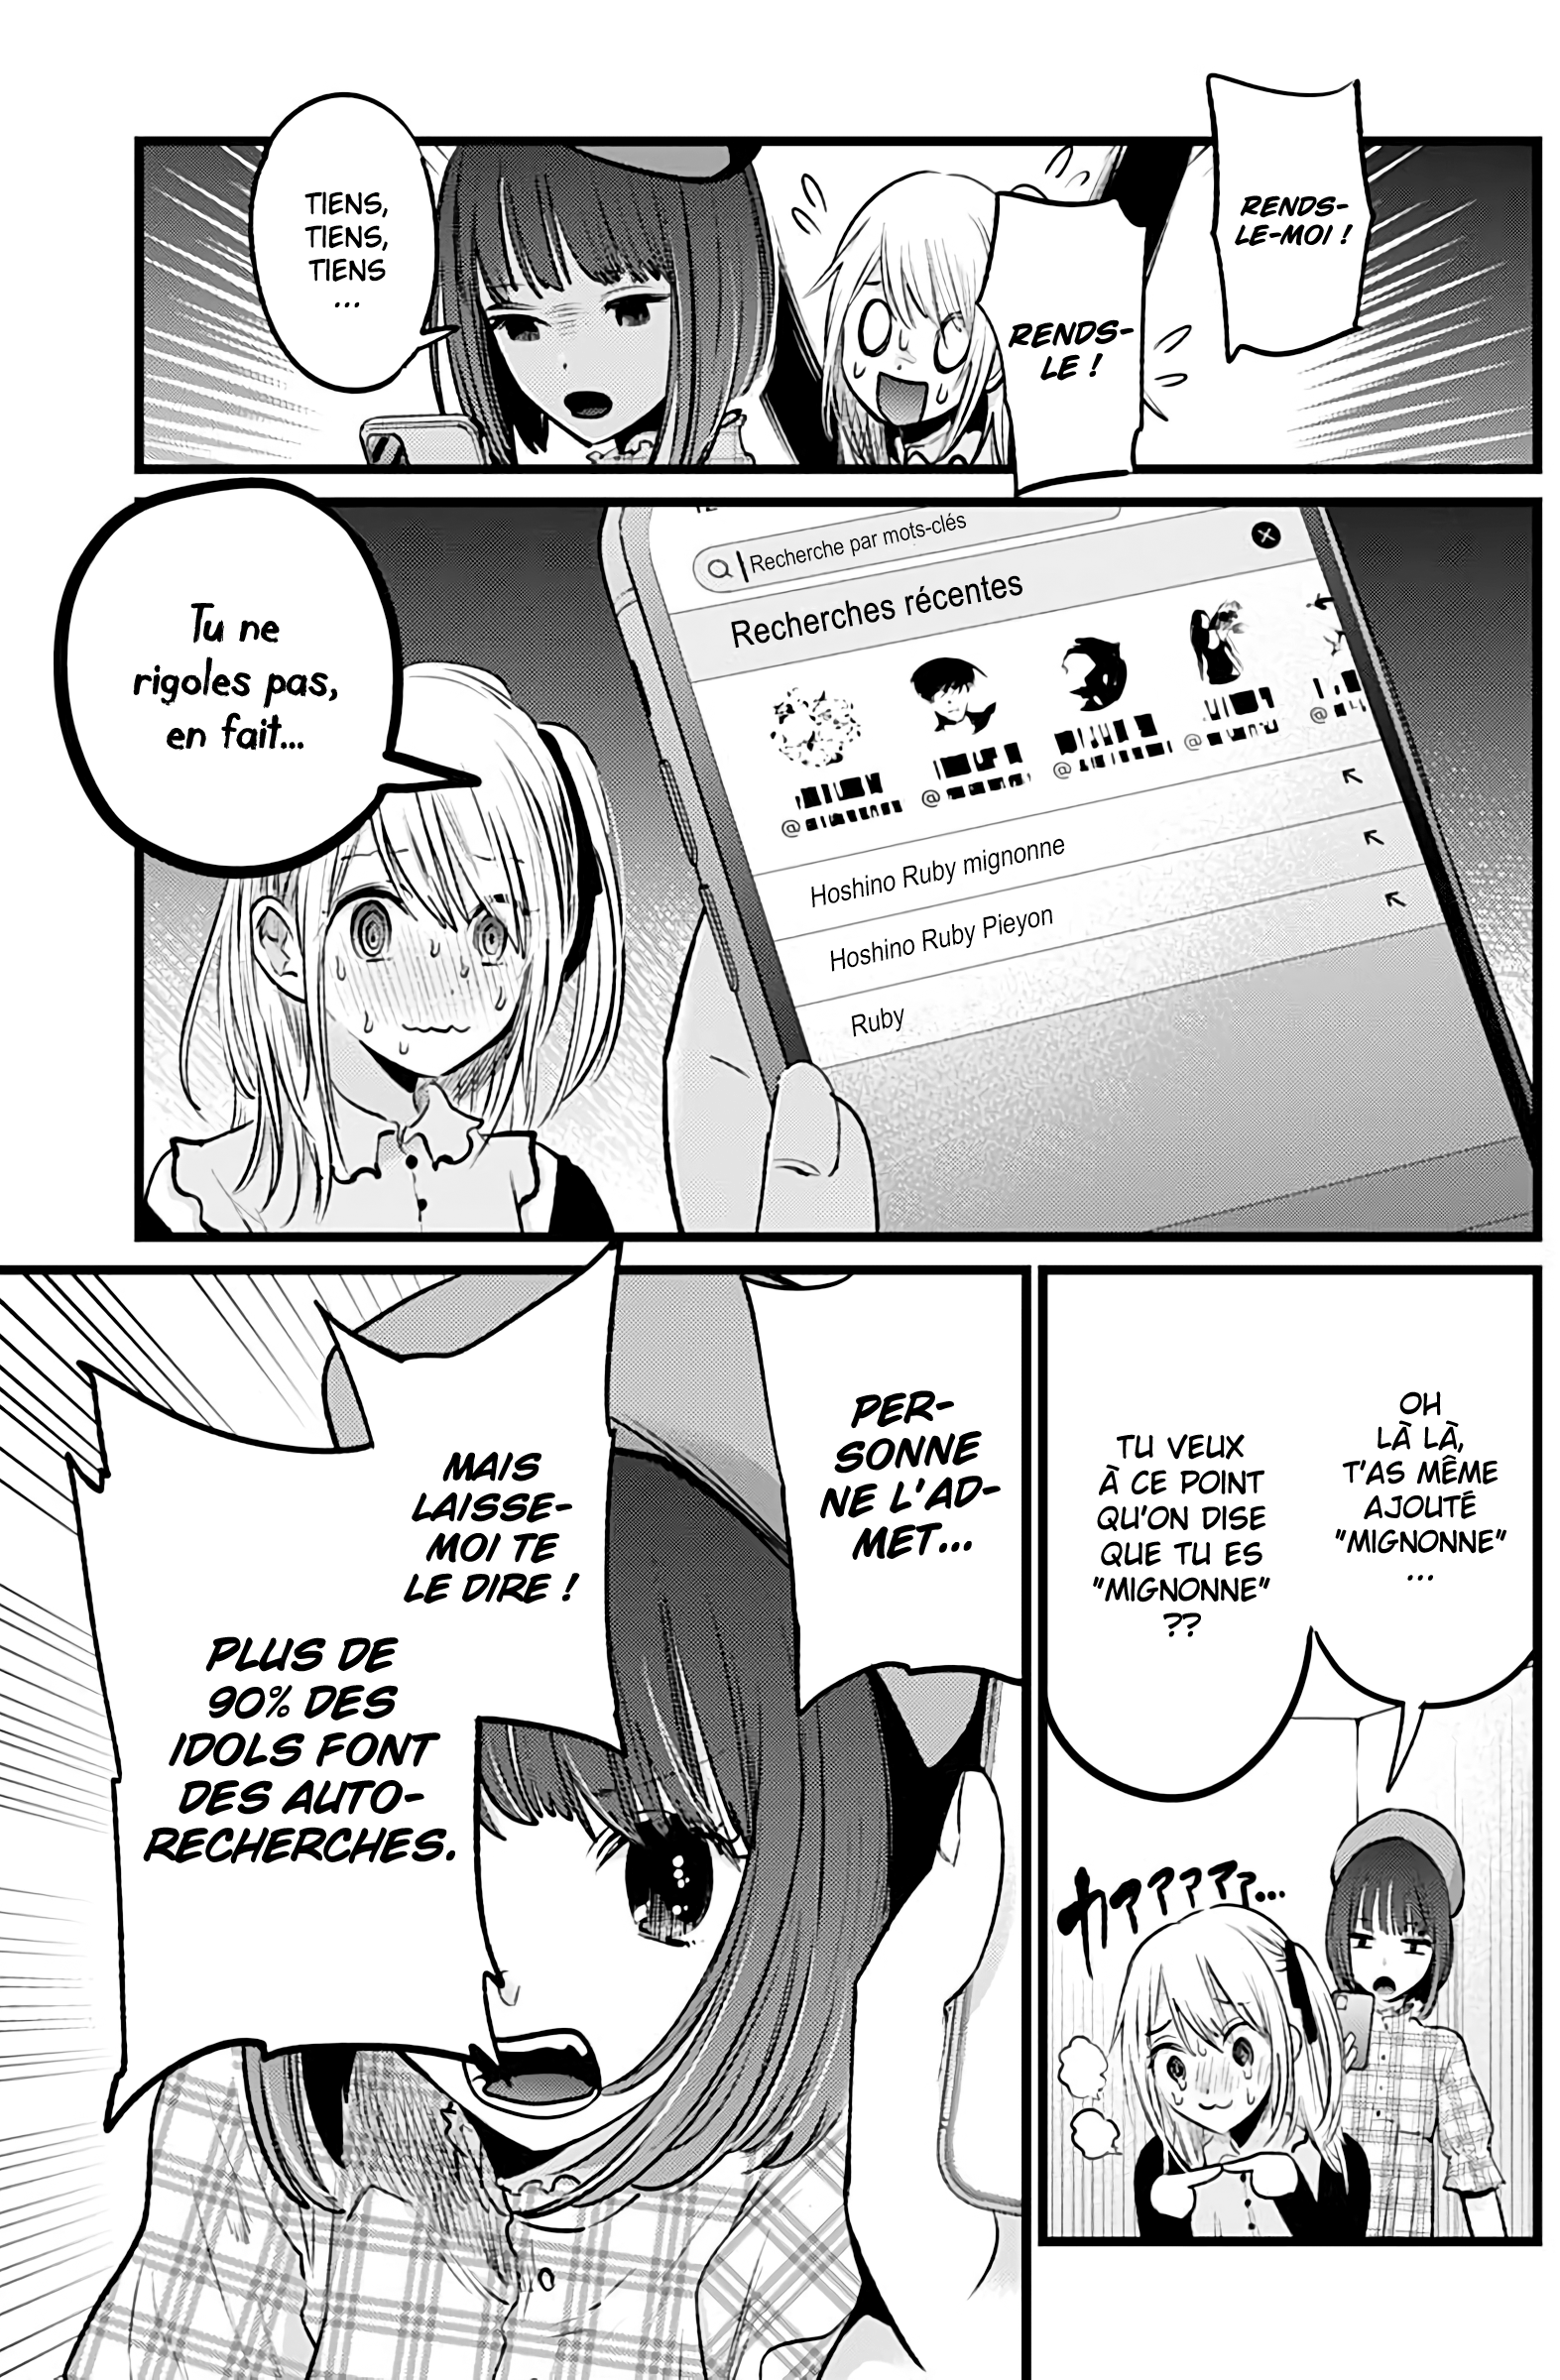 RENDS-
LE-MOI !
RENDS-
LE !
TIENS,
TIENS,
TIENS
...
Recherche par mots-clés
Recherches récentes
@
@
@
@
@
Hoshino Ruby mignonne
Hoshino Ruby Pieyon
Ruby
Tu ne
rigoles pas,
en fait...
OH
LÀ LÀ,
T'AS MÊME
AJOUTÉ
"MIGNONNE"
...
TU VEUX
À CE POINT
QU'ON DISE
QUE TU ES
"MIGNONNE"
??
カァァァァァ...
PER-
SONNE
NE L'AD-
MET...
MAIS
LAISSE-
MOI TE
LE DIRE !
PLUS DE
90% DES
IDOLS FONT
DES AUTO-
RECHERCHES.